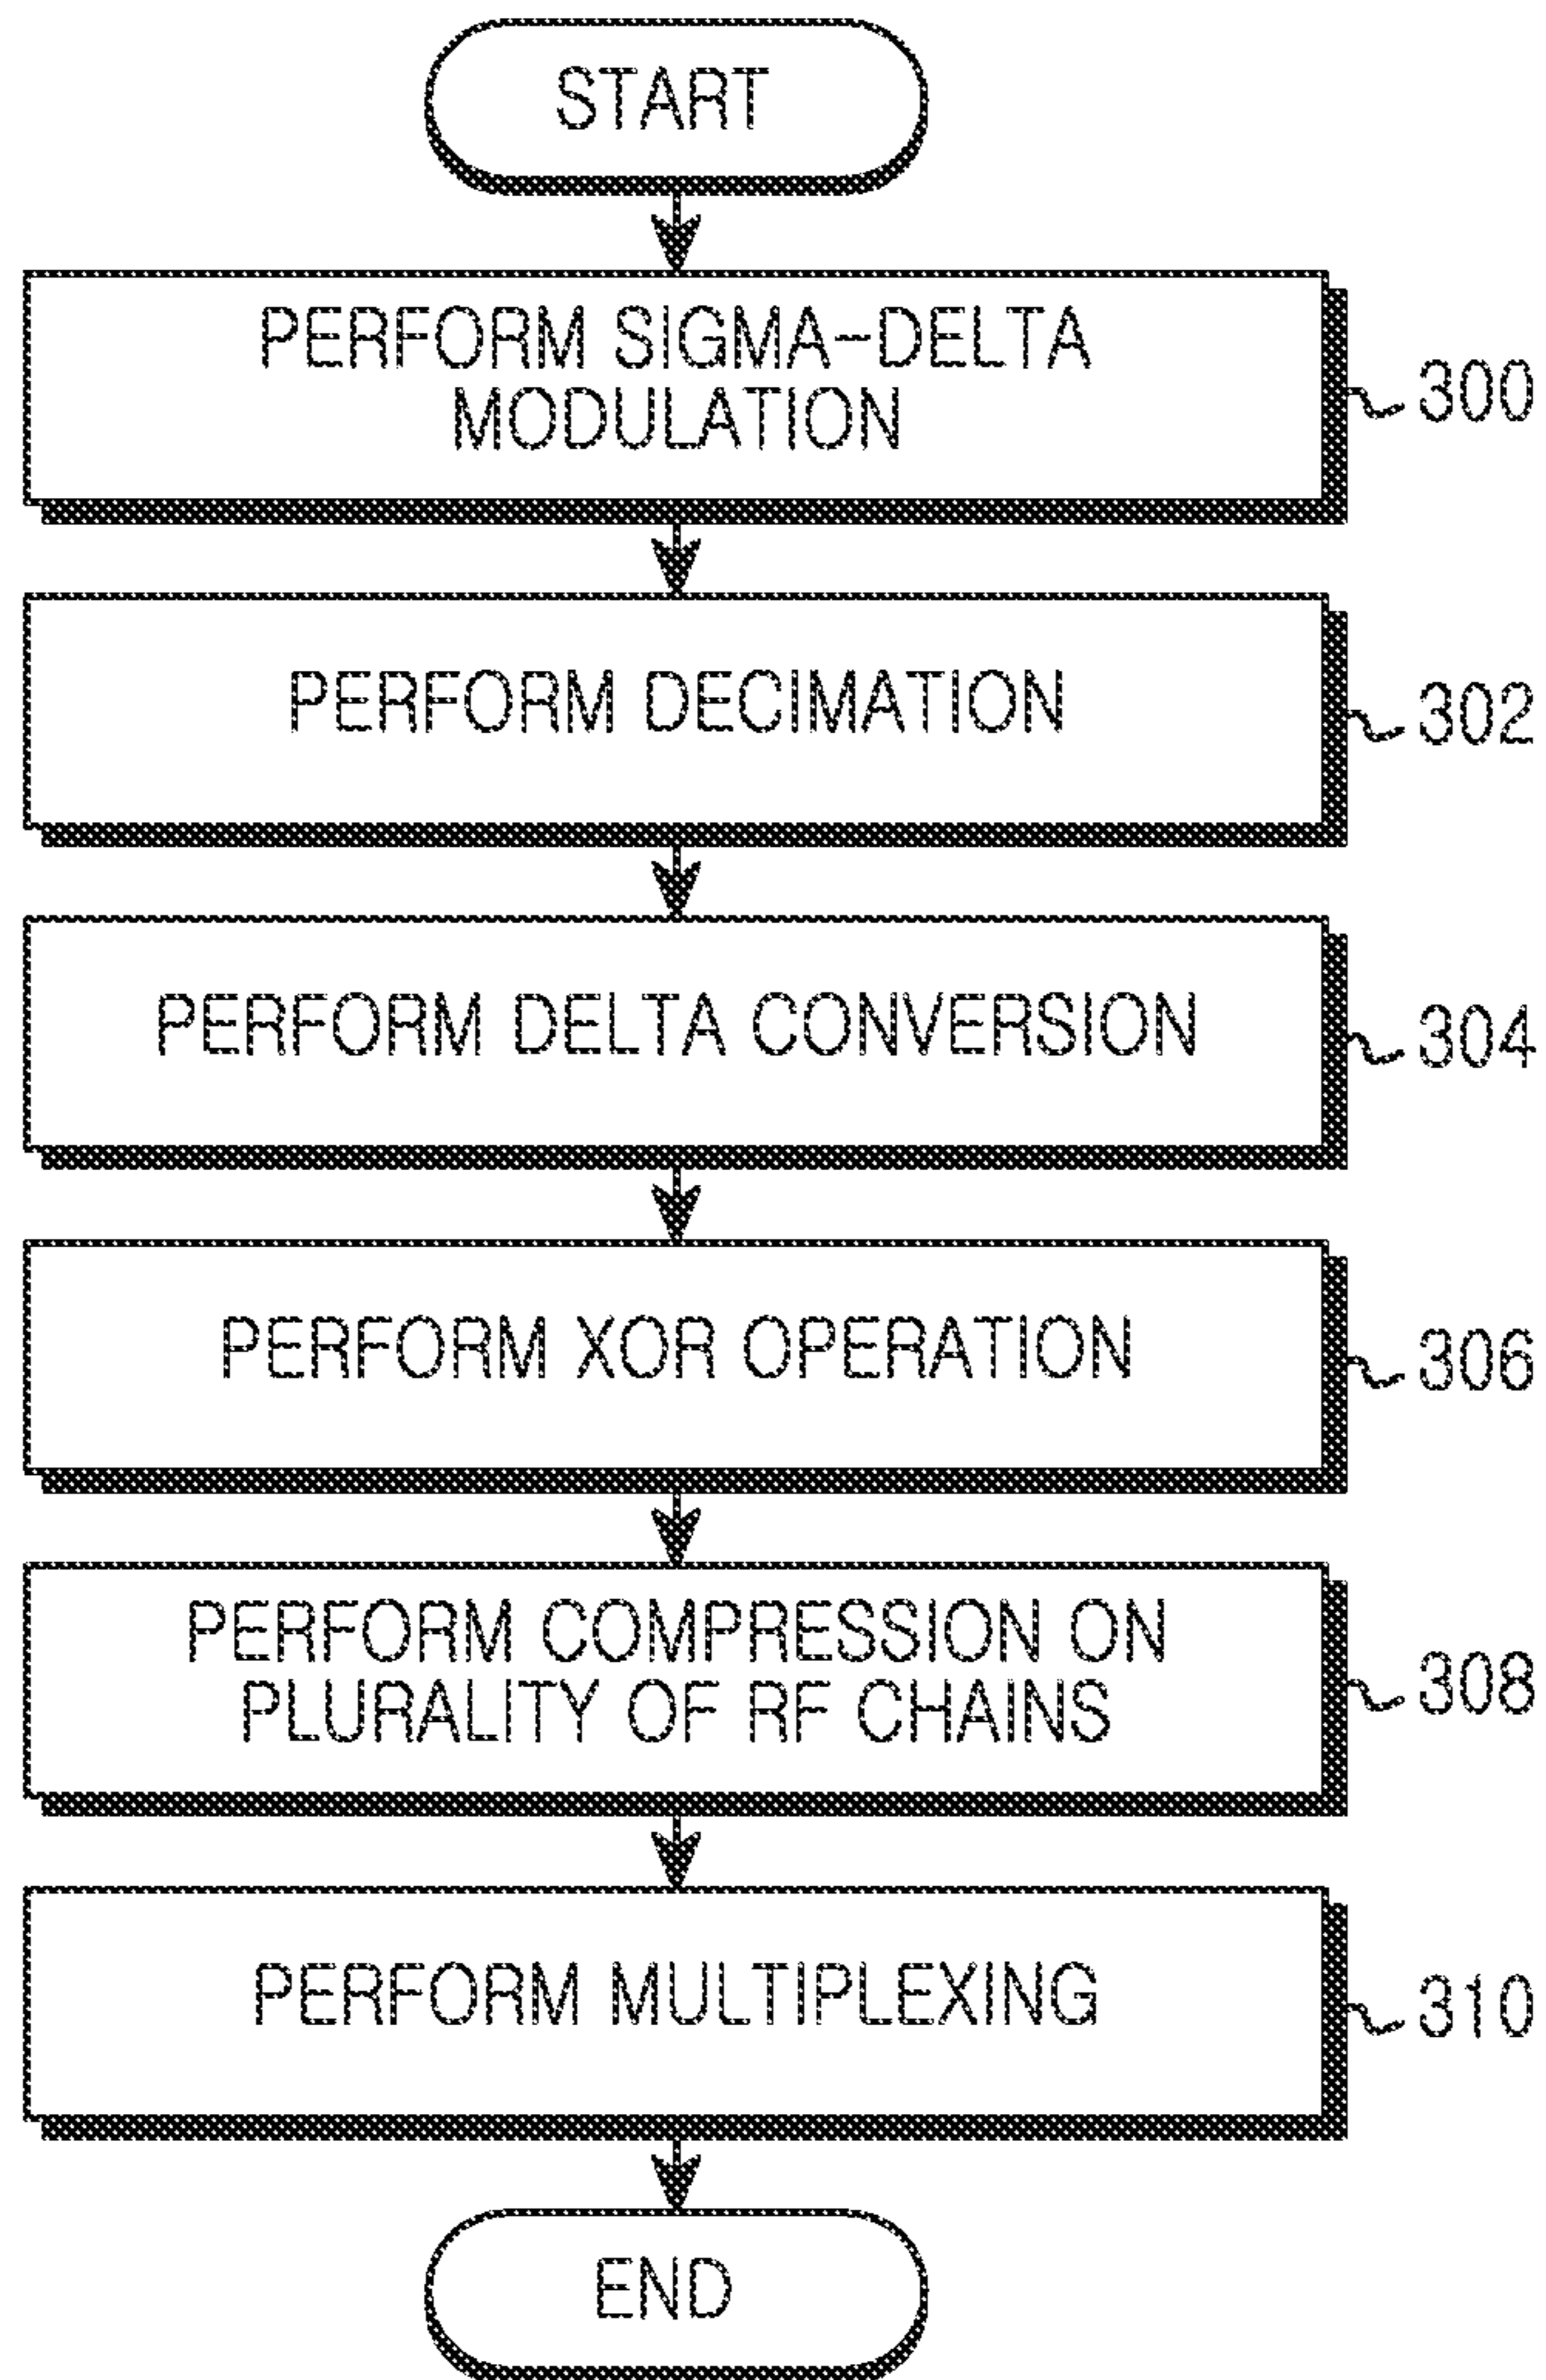 START
PERFORM SIGMA-DELTA
MODULATION
300
PERFORM DECIMATION
302
PERFORM DELTA CONVERSION
304
PERFORM XOR OPERATION
306
PERFORM COMPRESSION ON
PLURALITY OF RF CHAINS
308
PERFORM MULTIPLEXING
310
END